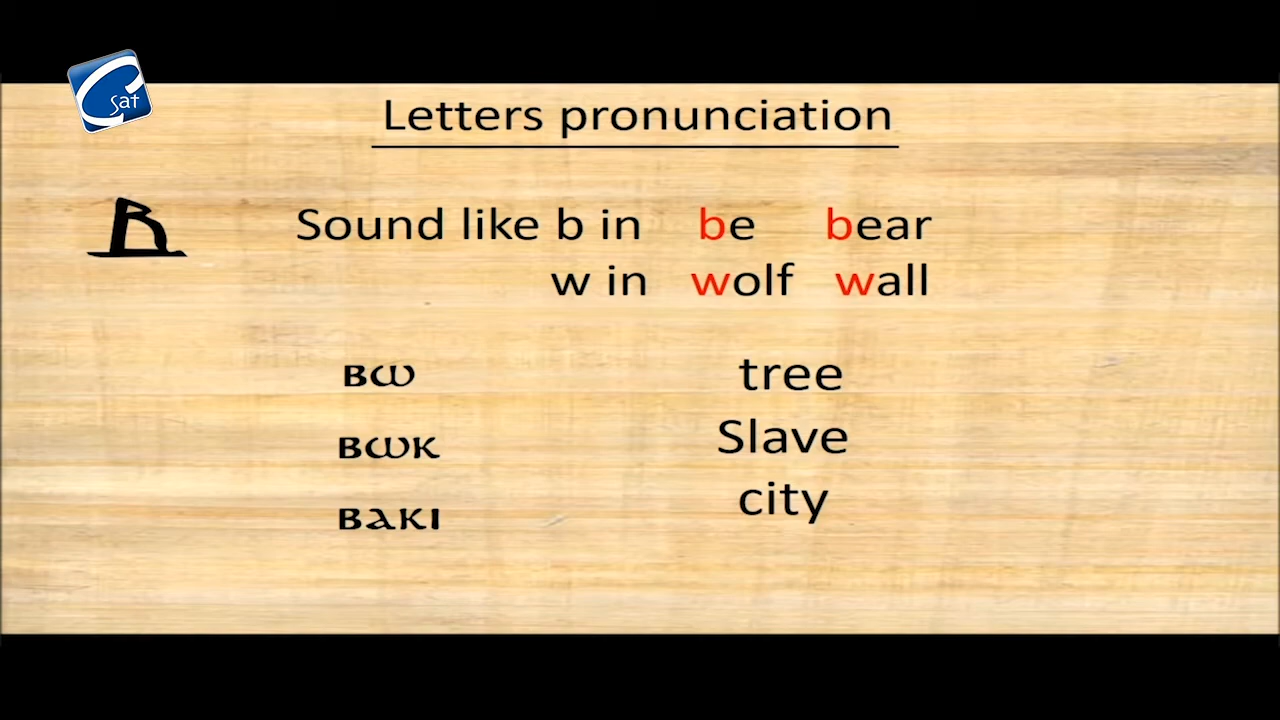 C Sat
Letters pronunciation
Ⲃ Sound like b in be bear
w in wolf wall
ⲃⲱ tree
ⲃⲱⲕ Slave
ⲃⲁⲕⲓ city